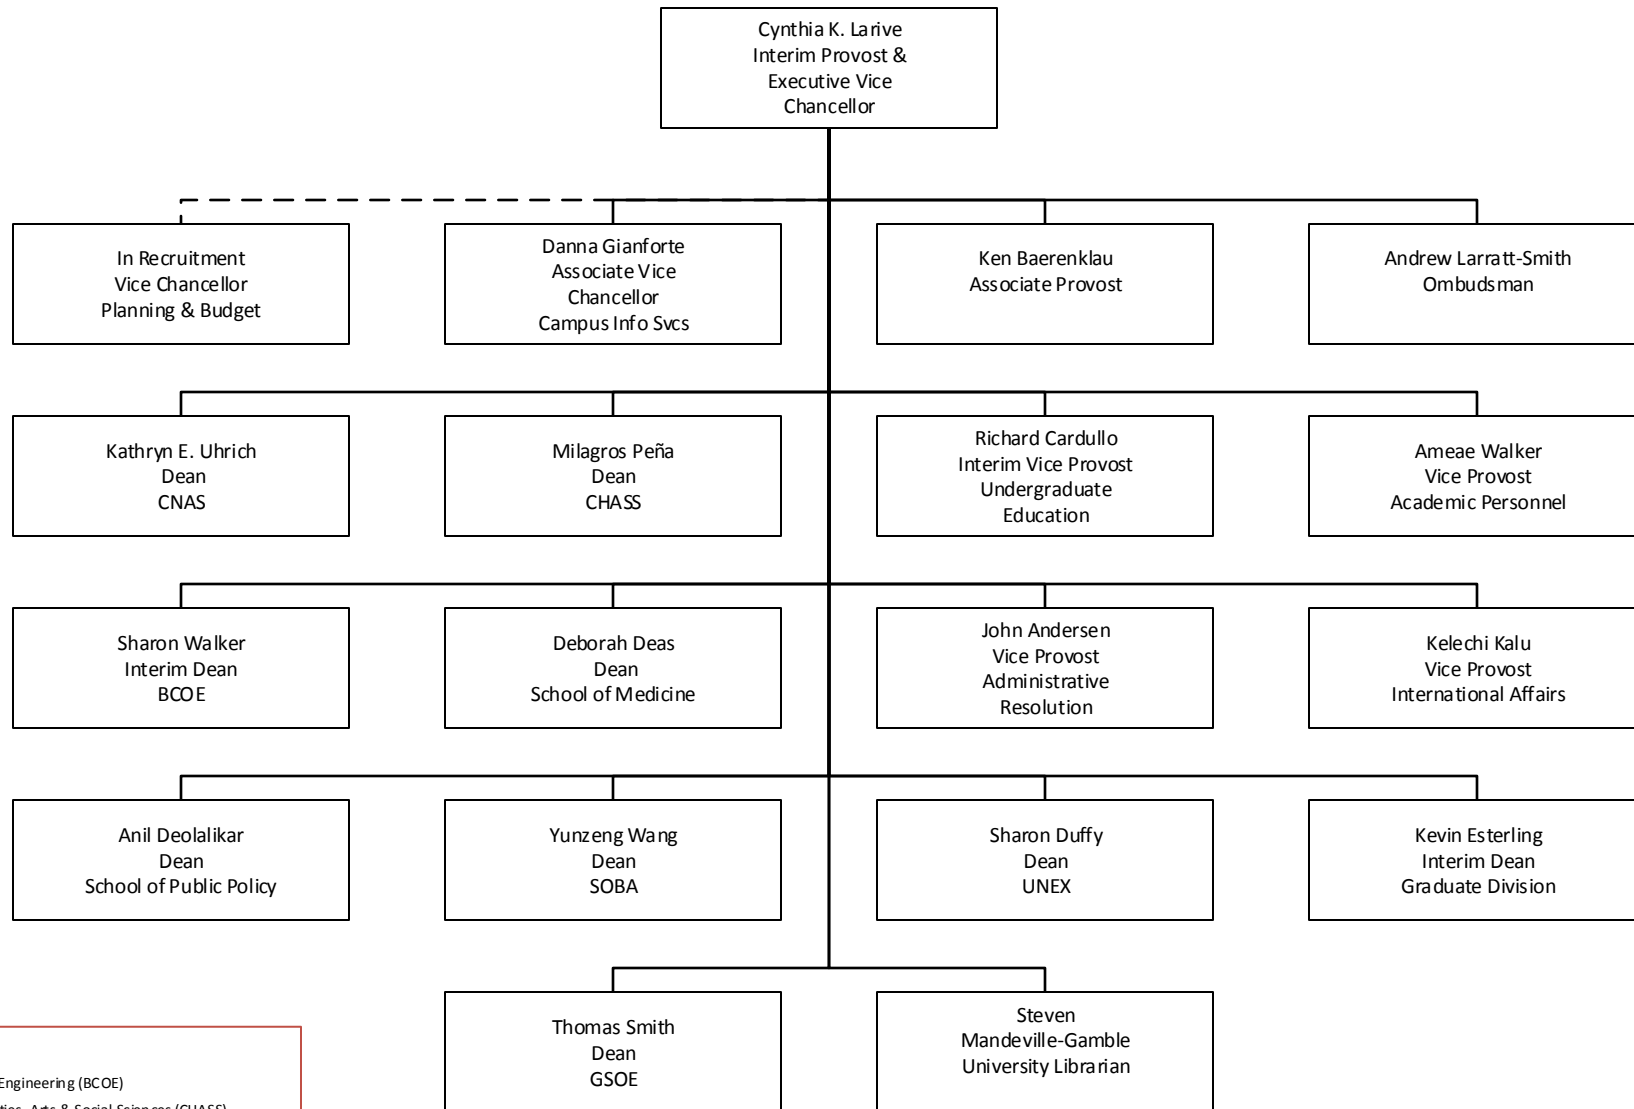 Cynthia K. Larive
Interim Provost &
Executive Vice
Chancellor
In Recruitment
Vice Chancellor
Planning & Budget
Danna Gianforte
Associate Vice
Chancellor
Campus Info Svcs
Ken Baerenklau
Associate Provost
Andrew Larratt-Smith
Ombudsman
Kathryn E. Uhrich
Dean
CNAS
Milagros Peña
Dean
CHASS
Richard Cardullo
Interim Vice Provost
Undergraduate
Education
Ameae Walker
Vice Provost
Academic Personnel
Sharon Walker
Interim Dean
BCOE
Deborah Deas
Dean
School of Medicine
John Andersen
Vice Provost
Administrative
Resolution
Kelechi Kalu
Vice Provost
International Affairs
Anil Deolalikar
Dean
School of Public Policy
Yunzeng Wang
Dean
SOBA
Sharon Duffy
Dean
UNEX
Kevin Esterling
Interim Dean
Graduate Division
Thomas Smith
Dean
GSOE
Steven
Mandeville-Gamble
University Librarian
Engineering (BCOE)
Arts & Social Sciences (CHASS)